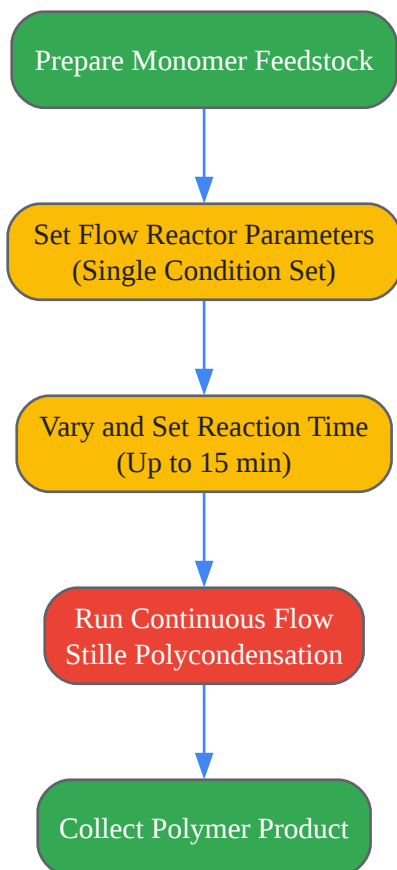 Prepare Monomer Feedstock
Set Flow Reactor Parameters
(Single Condition Set)
Vary and Set Reaction Time
(Up to 15 min)
Run Continuous Flow
Stille Polycondensation
Collect Polymer Product